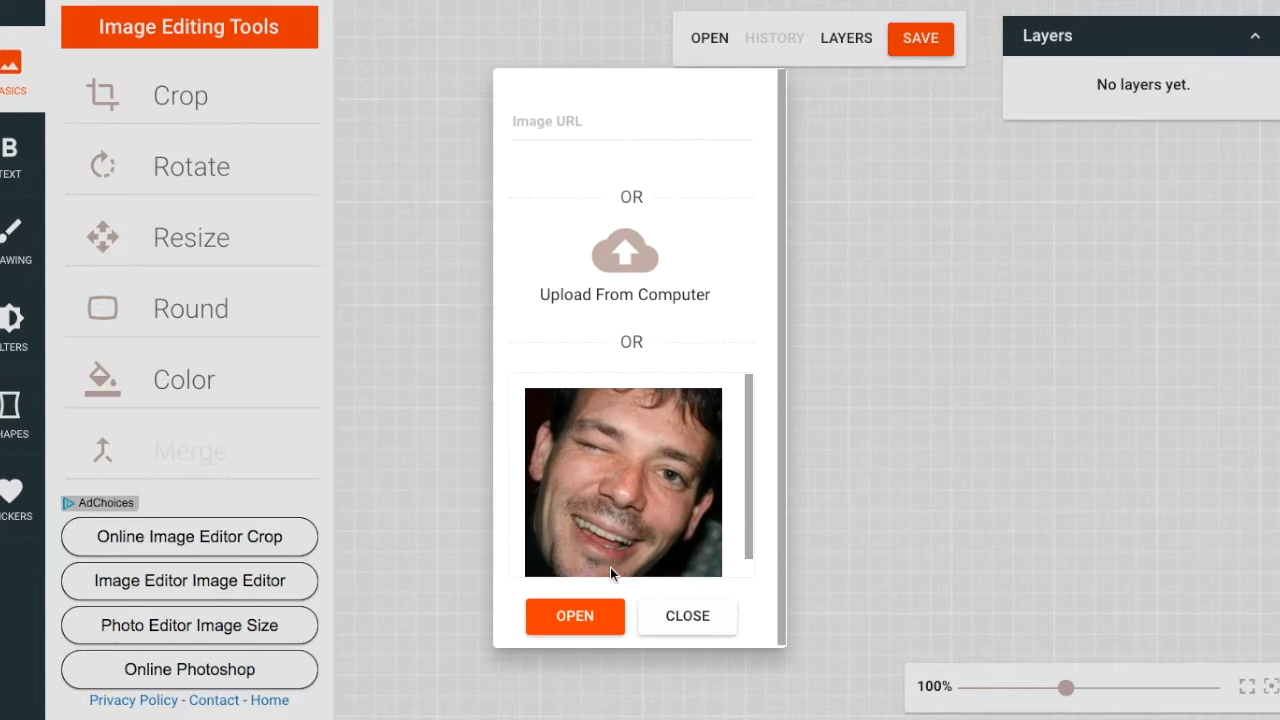 Image Editing Tools
OPEN HISTORY LAYERS SAVE
Layers
No layers yet.
ASICS
B
TEXT
AWING
LTERS
HAPES
ICKERS
Crop
Rotate
Resize
Round
Color
Merge
AdChoices
Online Image Editor Crop
Image Editor Image Editor
Photo Editor Image Size
Online Photoshop
Privacy Policy - Contact - Home
Image URL
OR
Upload From Computer
OR
OPEN CLOSE
100%